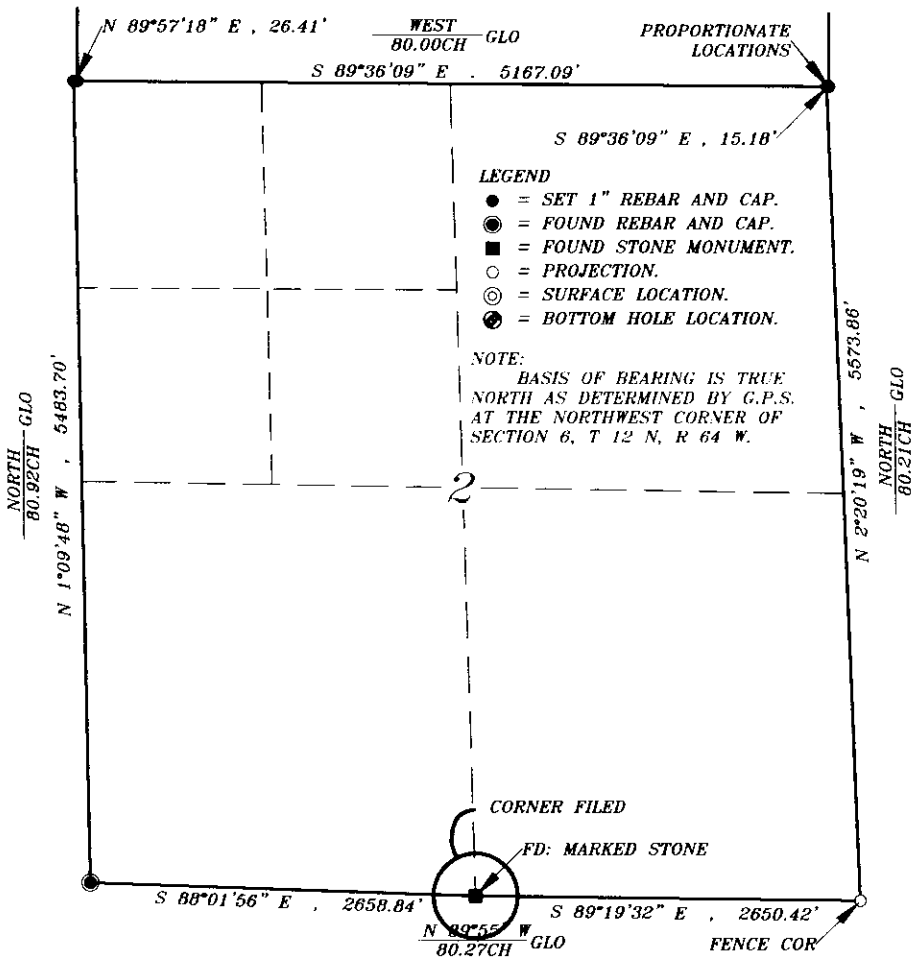 N 89°57'18" E , 26.41'
WEST
80.00CH GLO
PROPORTIONATE
LOCATIONS
S 89°36'09" E . 5167.09'
S 89°36'09" E , 15.18'
LEGEND
● = SET 1" REBAR AND CAP.
= FOUND REBAR AND CAP.
■ = FOUND STONE MONUMENT.
○ = PROJECTION.
◎ = SURFACE LOCATION.
= BOTTOM HOLE LOCATION.
NOTE:
BASIS OF BEARING IS TRUE
NORTH AS DETERMINED BY G.P.S.
AT THE NORTHWEST CORNER OF
SECTION 6, T 12 N, R 64 W.
NORTH
80.92CH GLO
N 1°09'48" W , 5483.70'
N 2°20'19" W , 5573.86'
NORTH
80.21CH GLO
2
CORNER FILED
FD: MARKED STONE
S 88°01'56" E , 2658.84'
S 89°19'32" E , 2650.42'
N 89°55' W
80.27CH GLO
FENCE COR